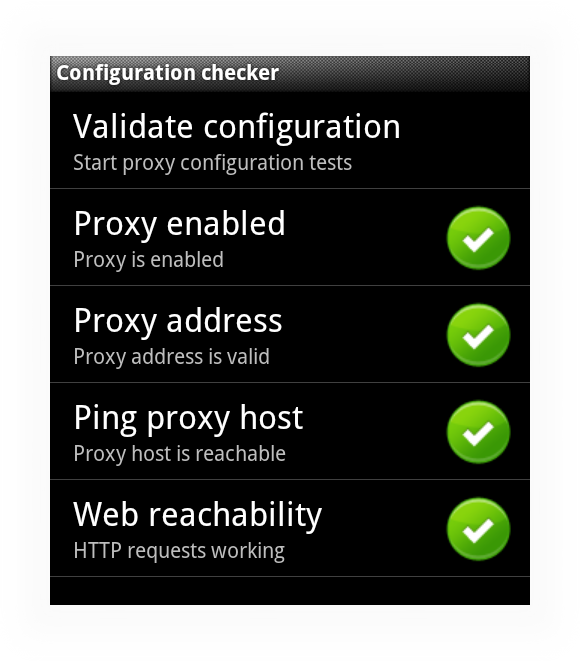 Configuration checker
Validate configuration
Start proxy configuration tests
Proxy enabled
Proxy is enabled
Proxy address
Proxy address is valid
Ping proxy host
Proxy host is reachable
Web reachability
HTTP requests working